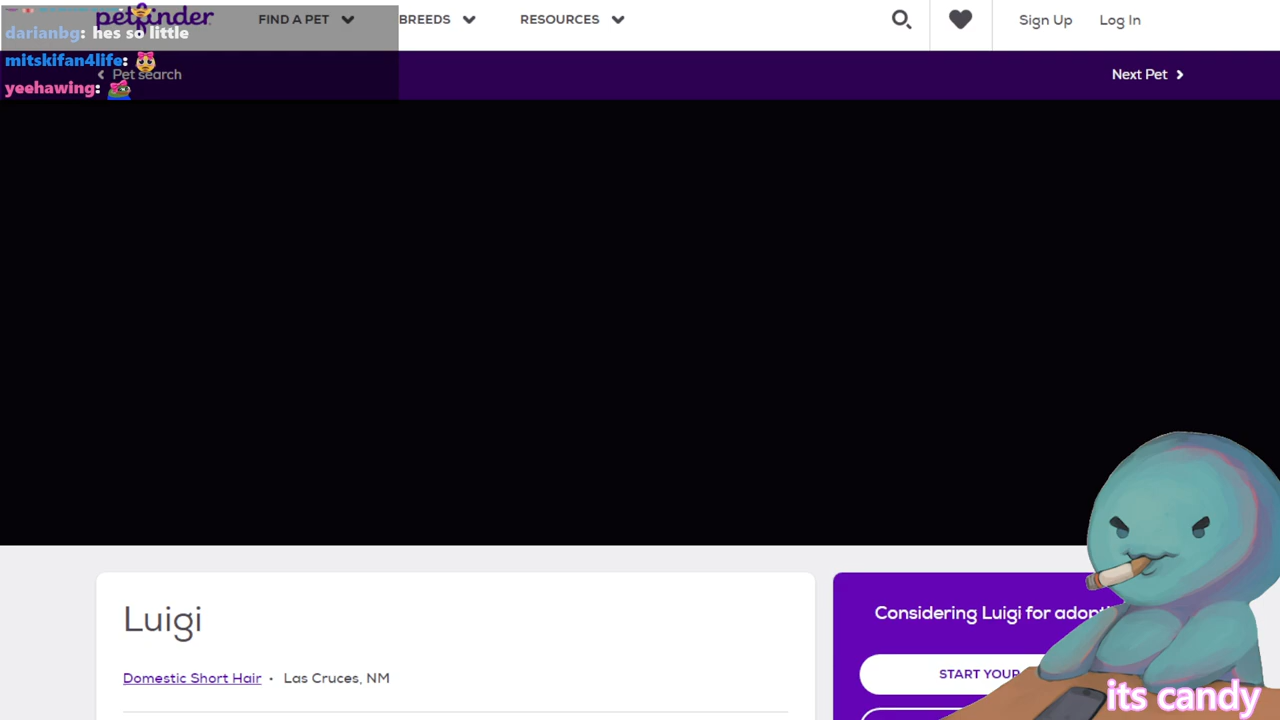 petfinder
FIND A PET
BREEDS
RESOURCES
Sign Up
Log In
darianbg: hes so little
mitskifan4life:
yeehawing:
Pet search
Next Pet
Luigi
Domestic Short Hair • Las Cruces, NM
Considering Luigi for adopt
START YOUR
its candy